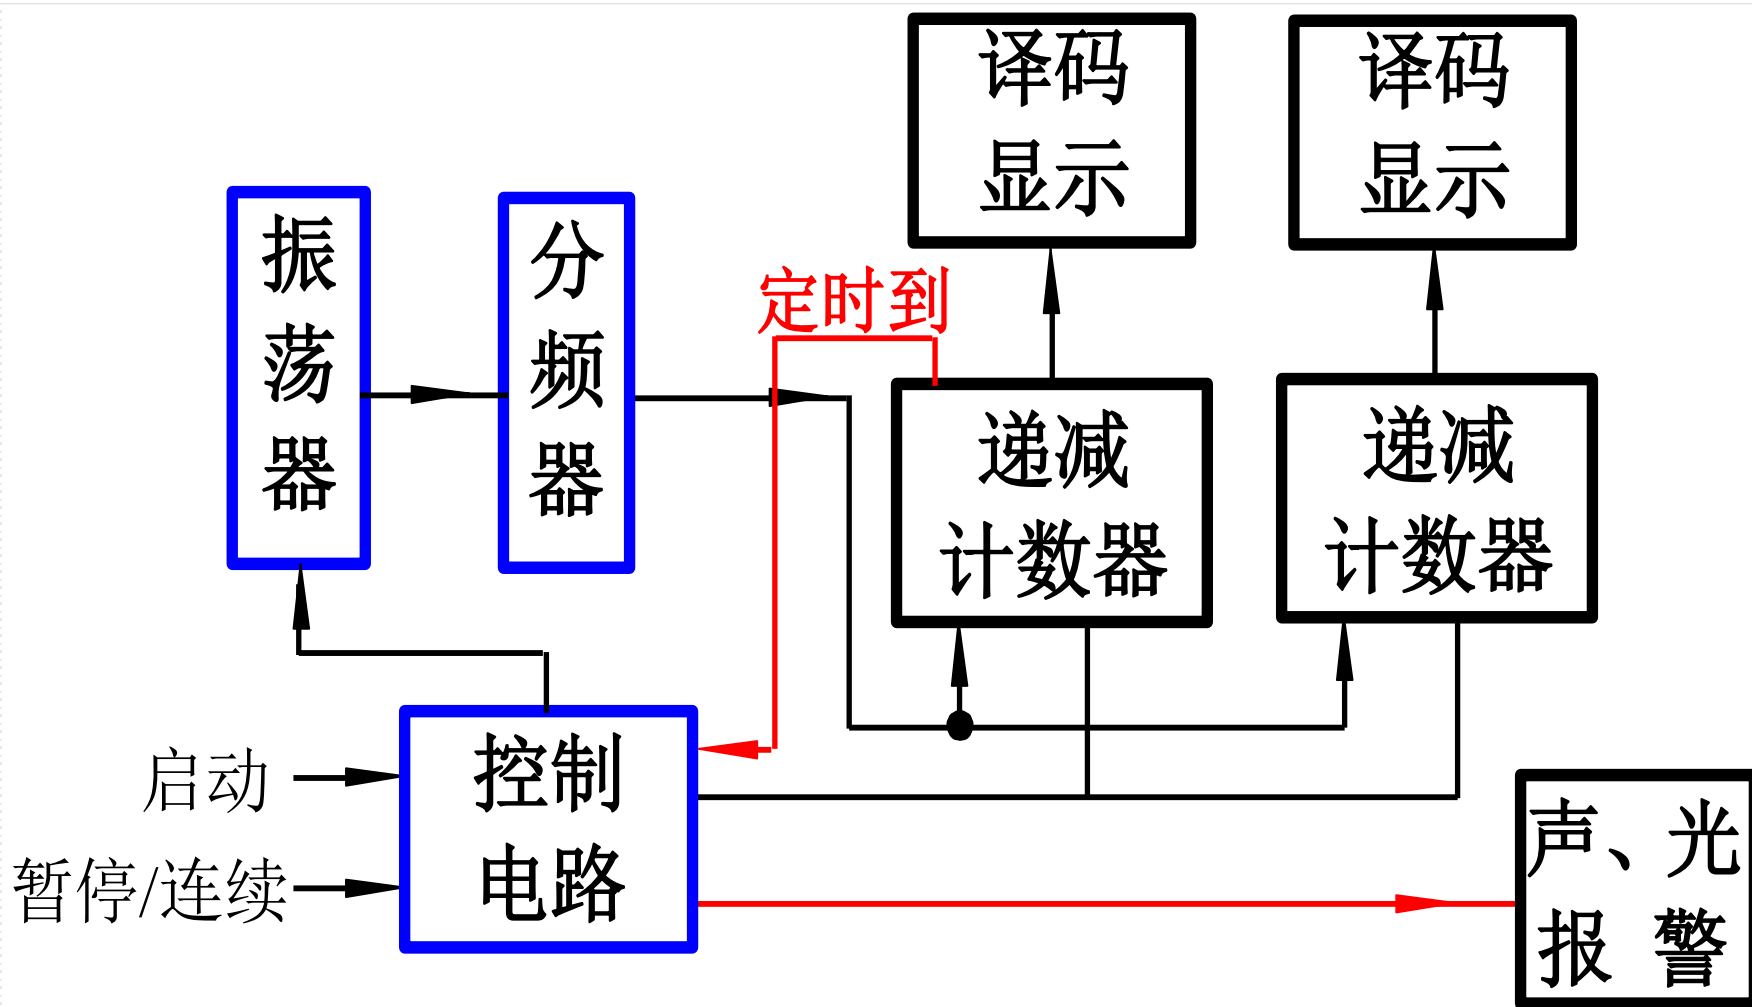 译码
显示
译码
显示
振
荡
器
分
频
器
定时到
递减
计数器
递减
计数器
启动
暂停/连续
控制
电路
声、光
报 警